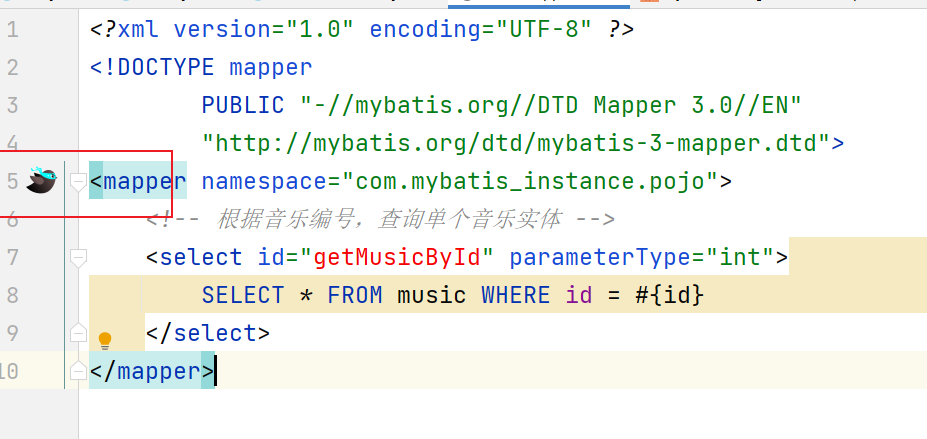 1 <?xml version="1.0" encoding="UTF-8" ?>
2 <!DOCTYPE mapper
3 PUBLIC "-//mybatis.org//DTD Mapper 3.0//EN"
4 "http://mybatis.org/dtd/mybatis-3-mapper.dtd">
5 <mapper namespace="com.mybatis_instance.pojo">
6 <!-- 根据音乐编号，查询单个音乐实体 -->
7 <select id="getMusicById" parameterType="int">
8 SELECT * FROM music WHERE id = #{id}
9 </select>
10 </mapper>